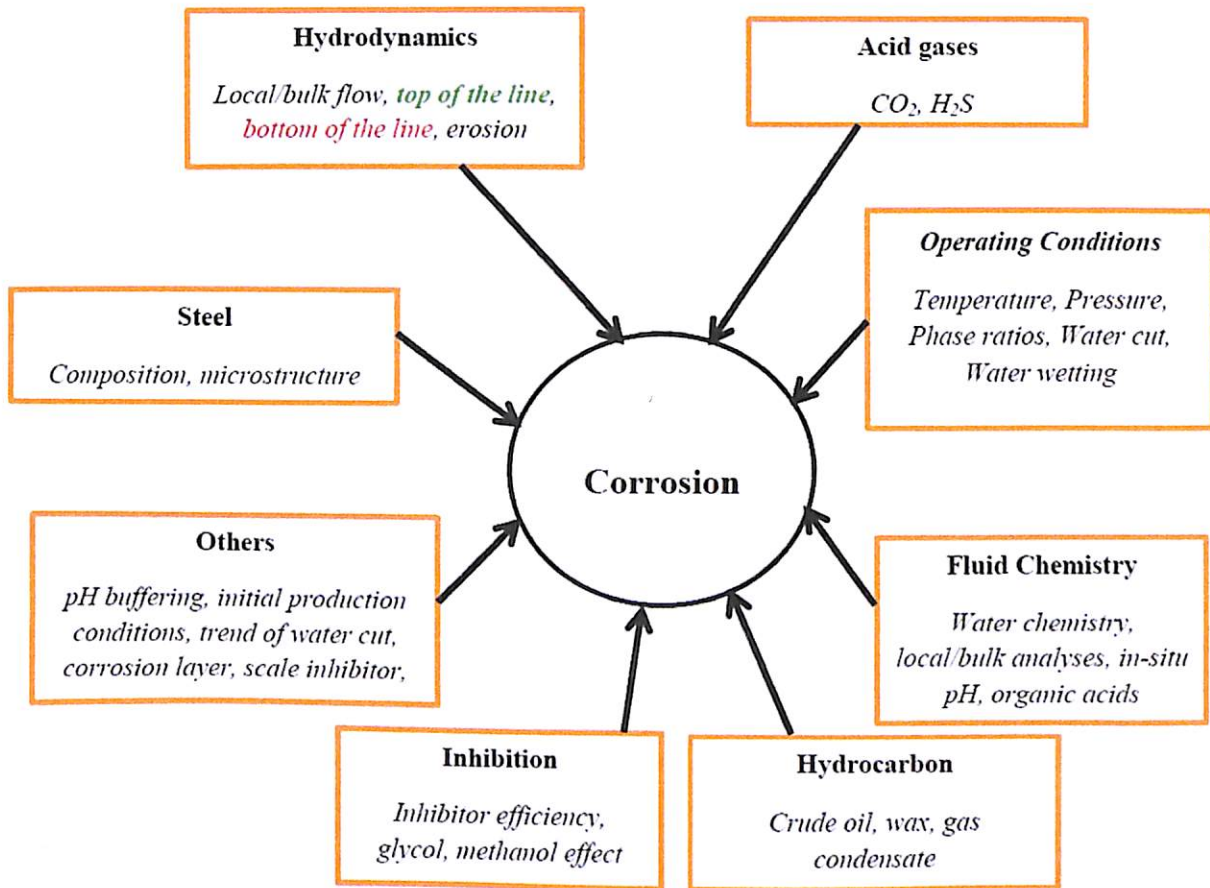 Hydrodynamics
Local/bulk flow, top of the line,
bottom of the line, erosion
Acid gases
CO₂, H₂S
Operating Conditions
Temperature, Pressure,
Phase ratios, Water cut,
Water wetting
Steel
Composition, microstructure
Corrosion
Others
pH buffering, initial production
conditions, trend of water cut,
corrosion layer, scale inhibitor,
Fluid Chemistry
Water chemistry,
local/bulk analyses, in-situ
pH, organic acids
Inhibition
Inhibitor efficiency,
glycol, methanol effect
Hydrocarbon
Crude oil, wax, gas
condensate